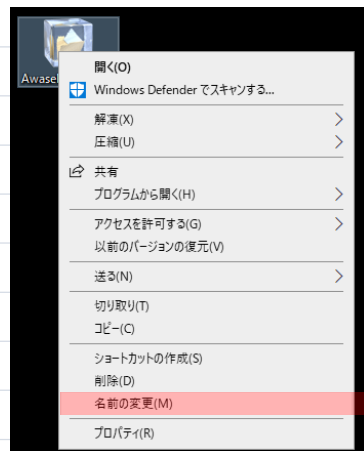 Awasel
開く(O)
Windows Defender でスキャンする...
解凍(X)
圧縮(U)
共有
プログラムから開く(H)
アクセスを許可する(G)
以前のバージョンの復元(V)
送る(N)
切り取り(T)
コピー(C)
ショートカットの作成(S)
削除(D)
名前の変更(M)
プロパティ(R)